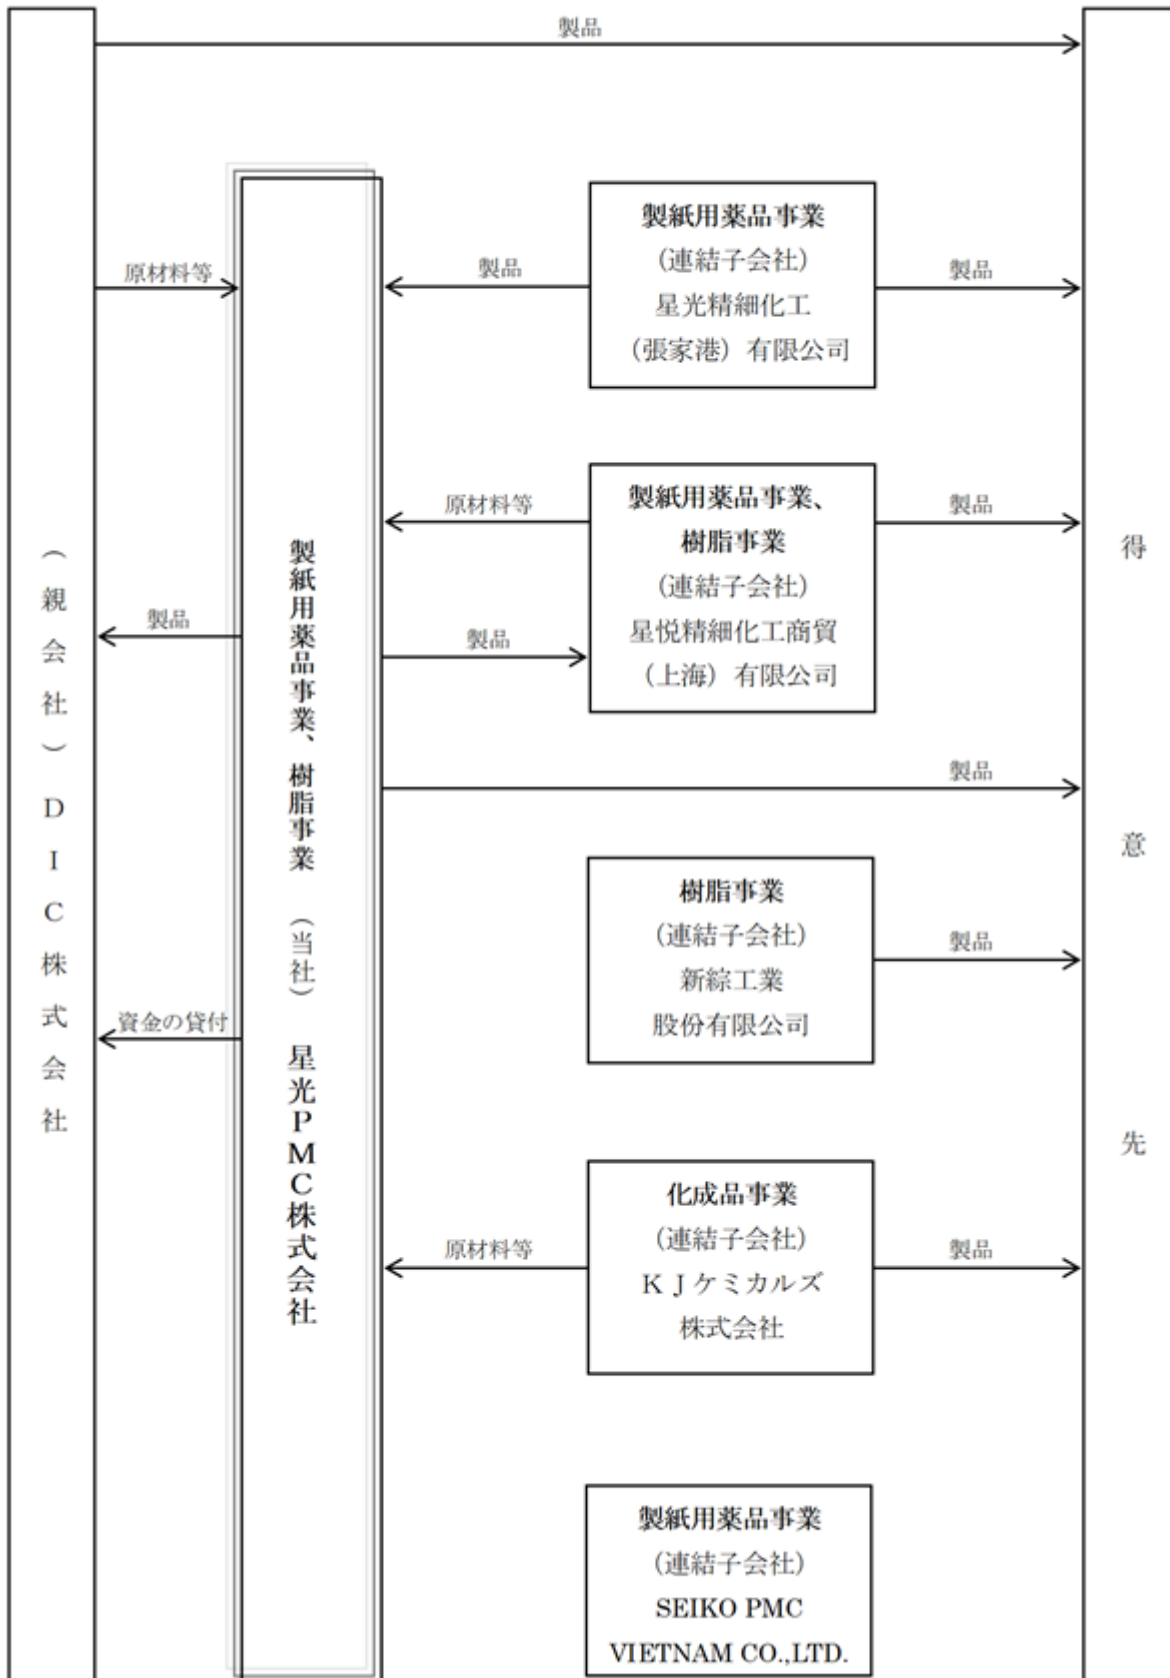 製品
(親会社)DIC株式会社
原材料等
製品
資金の貸付
製紙用薬品事業、樹脂事業 (当社) 星光PMC株式会社
製品
製紙用薬品事業
(連結子会社)
星光精細化工
(張家港)有限公司
製品
原材料等
製品
製紙用薬品事業、
樹脂事業
(連結子会社)
星悦精細化工商貿
(上海)有限公司
製品
製品
樹脂事業
(連結子会社)
新綜工業
股份有限公司
製品
原材料等
化成品事業
(連結子会社)
KJケミカルズ
株式会社
製品
製紙用薬品事業
(連結子会社)
SEIKO PMC
VIETNAM CO.,LTD.
得意先